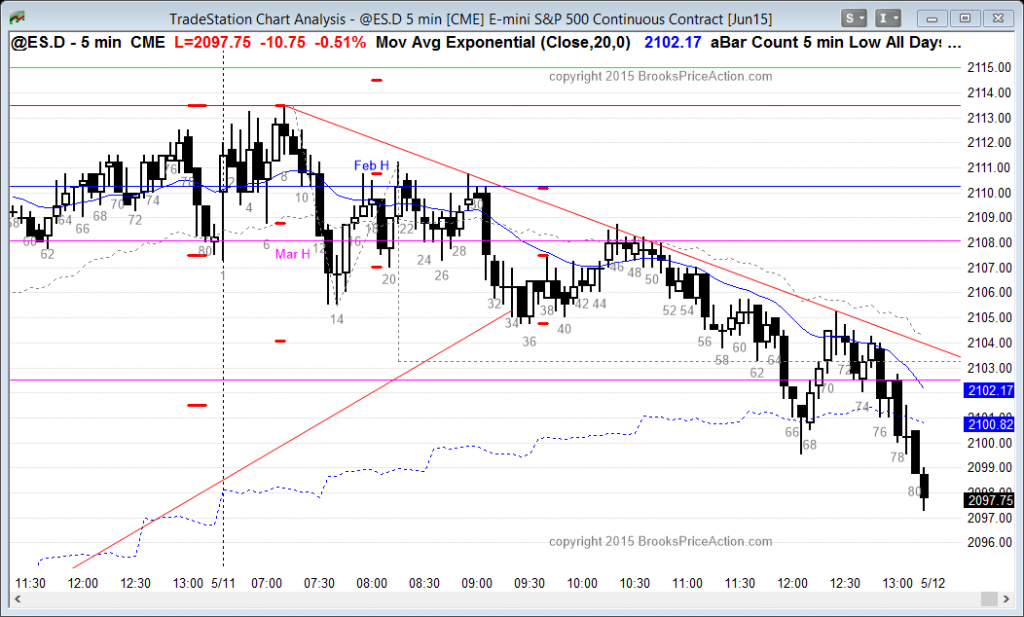 TradeStation Chart Analysis - @ES.D 5 min [CME] E-mini S&P 500 Continuous Contract [Jun15]
S I
@ES.D - 5 min CME L=2097.75 -10.75 -0.51% Mov Avg Exponential (Close,20,0) 2102.17 aBar Count 5 min Low All Days ...
copyright 2015 BrooksPriceAction.com
2115.00
2114.00
2113.00
2112.00
2111.00
2110.00
2109.00
2108.00
2107.00
2106.00
2105.00
2104.00
2103.00
2102.17
2100.82
2100.00
2099.00
2097.75
2097.00
2096.00
Feb H
Mar H
60 62 64 66 68 70 72 74 76 78 80
2 4 6 8 10 12 14 16 18 20 22 24 26 28 30 32 34 36 38 40 42 44 46 48 50 52 54 56 58 60 62 64 66 68 70 72 74 76 78 80
copyright 2015 BrooksPriceAction.com
11:30 12:00 12:30 13:00 5/11 07:00 07:30 08:00 08:30 09:00 09:30 10:00 10:30 11:00 11:30 12:00 12:30 13:00 5/12